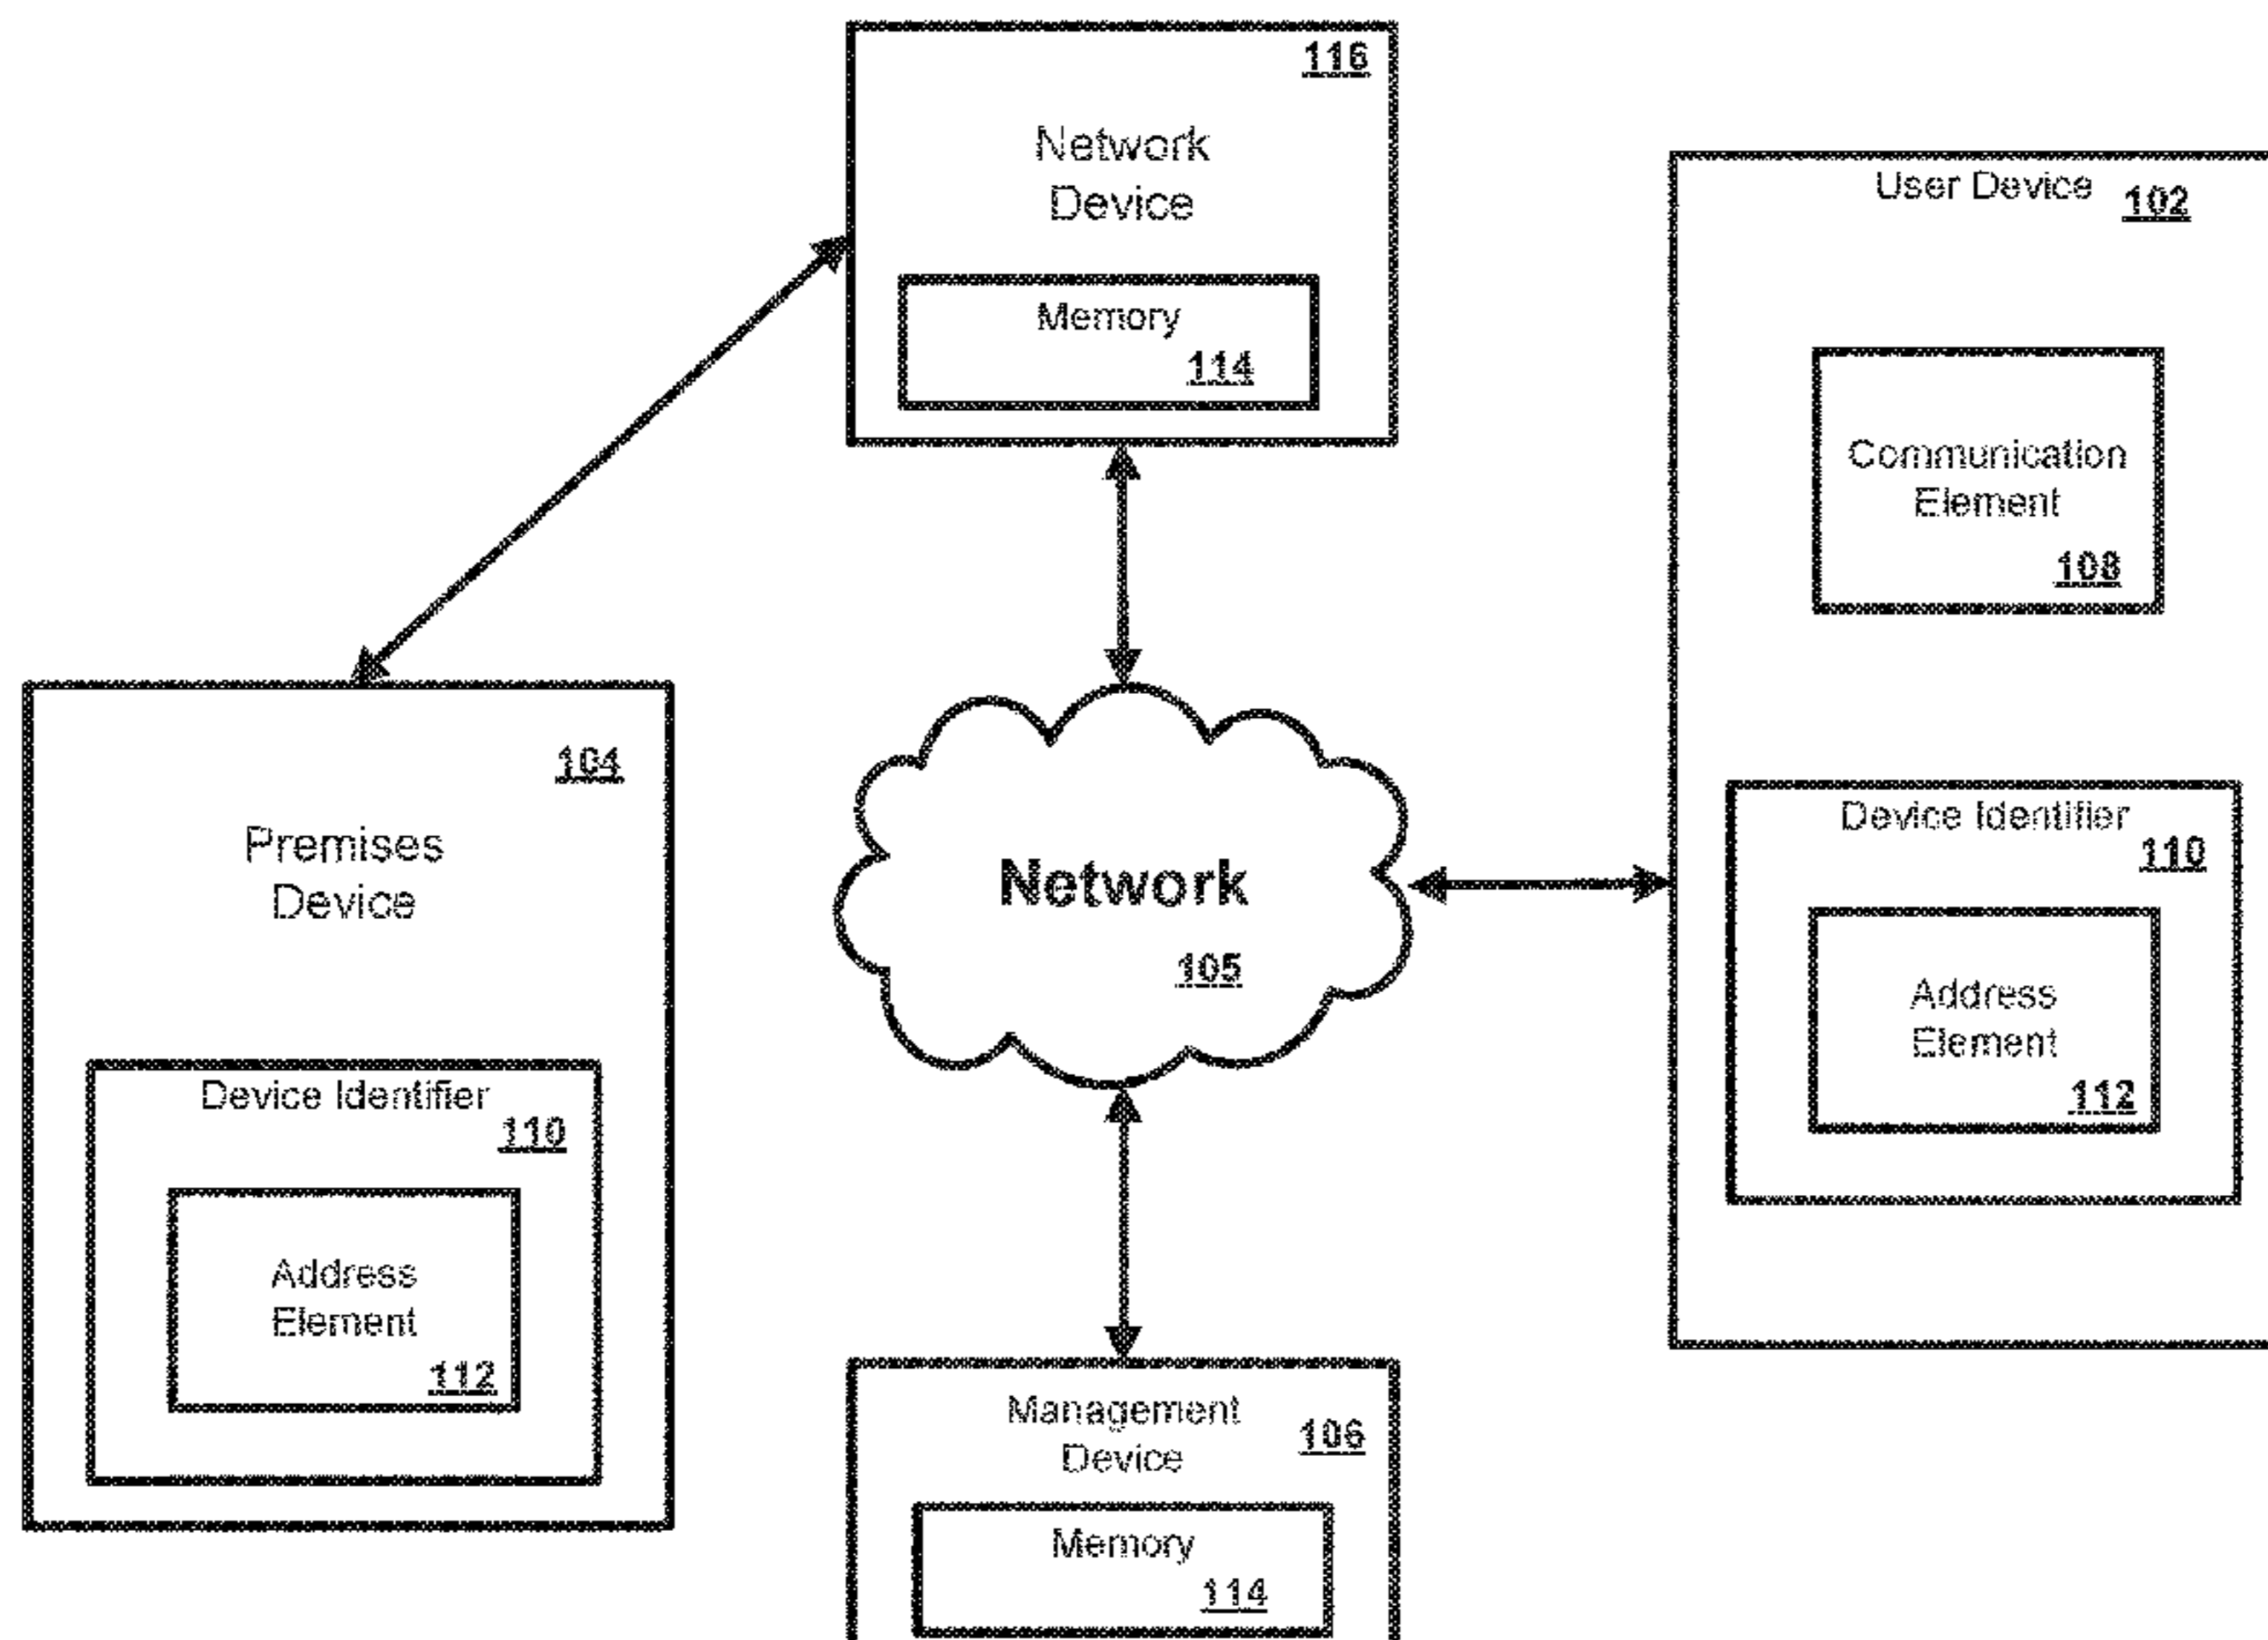 116
Network
Device
Memory
114
User Device
102
Communication
Element
108
Device Identifier
110
Address
Element
112
104
Premises
Device
Device Identifier
110
Address
Element
112
Network
105
Management
Device
106
Memory
114